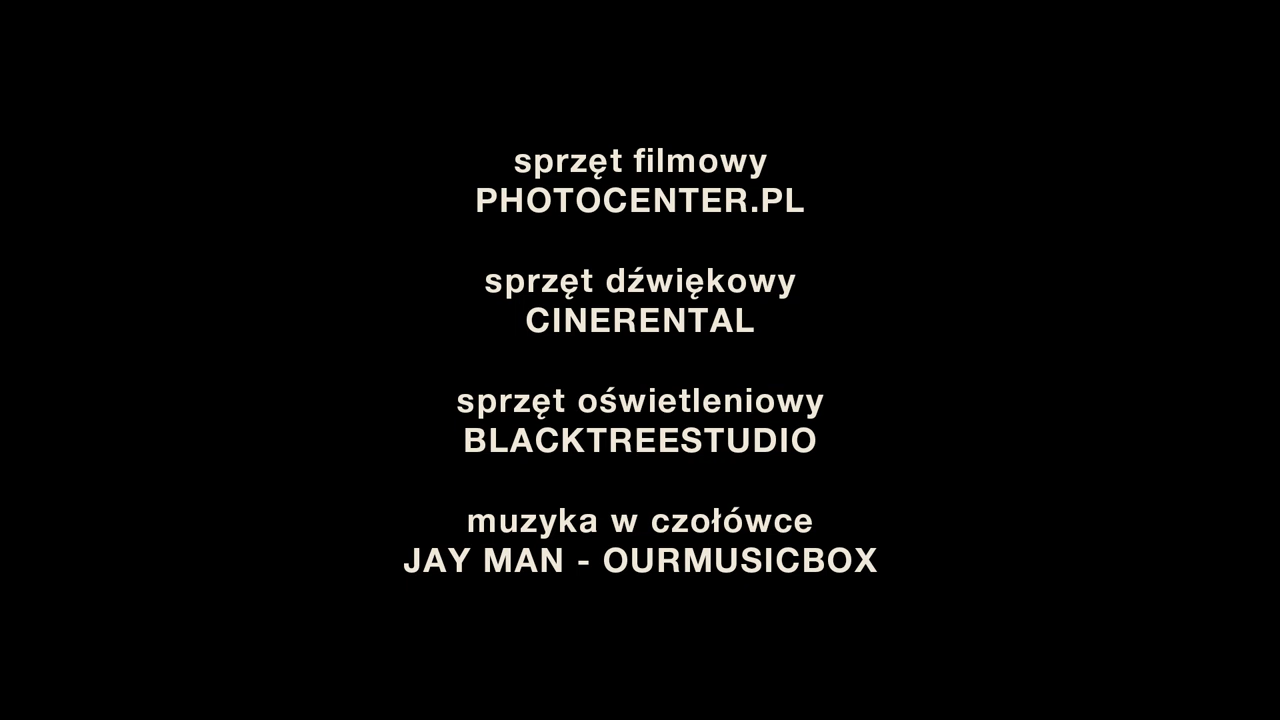 sprzęt filmowy
PHOTOCENTER.PL
sprzęt dźwiękowy
CINERENTAL
sprzęt oświetleniowy
BLACKTREESTUDIO
muzyka w czołówce
JAY MAN - OURMUSICBOX